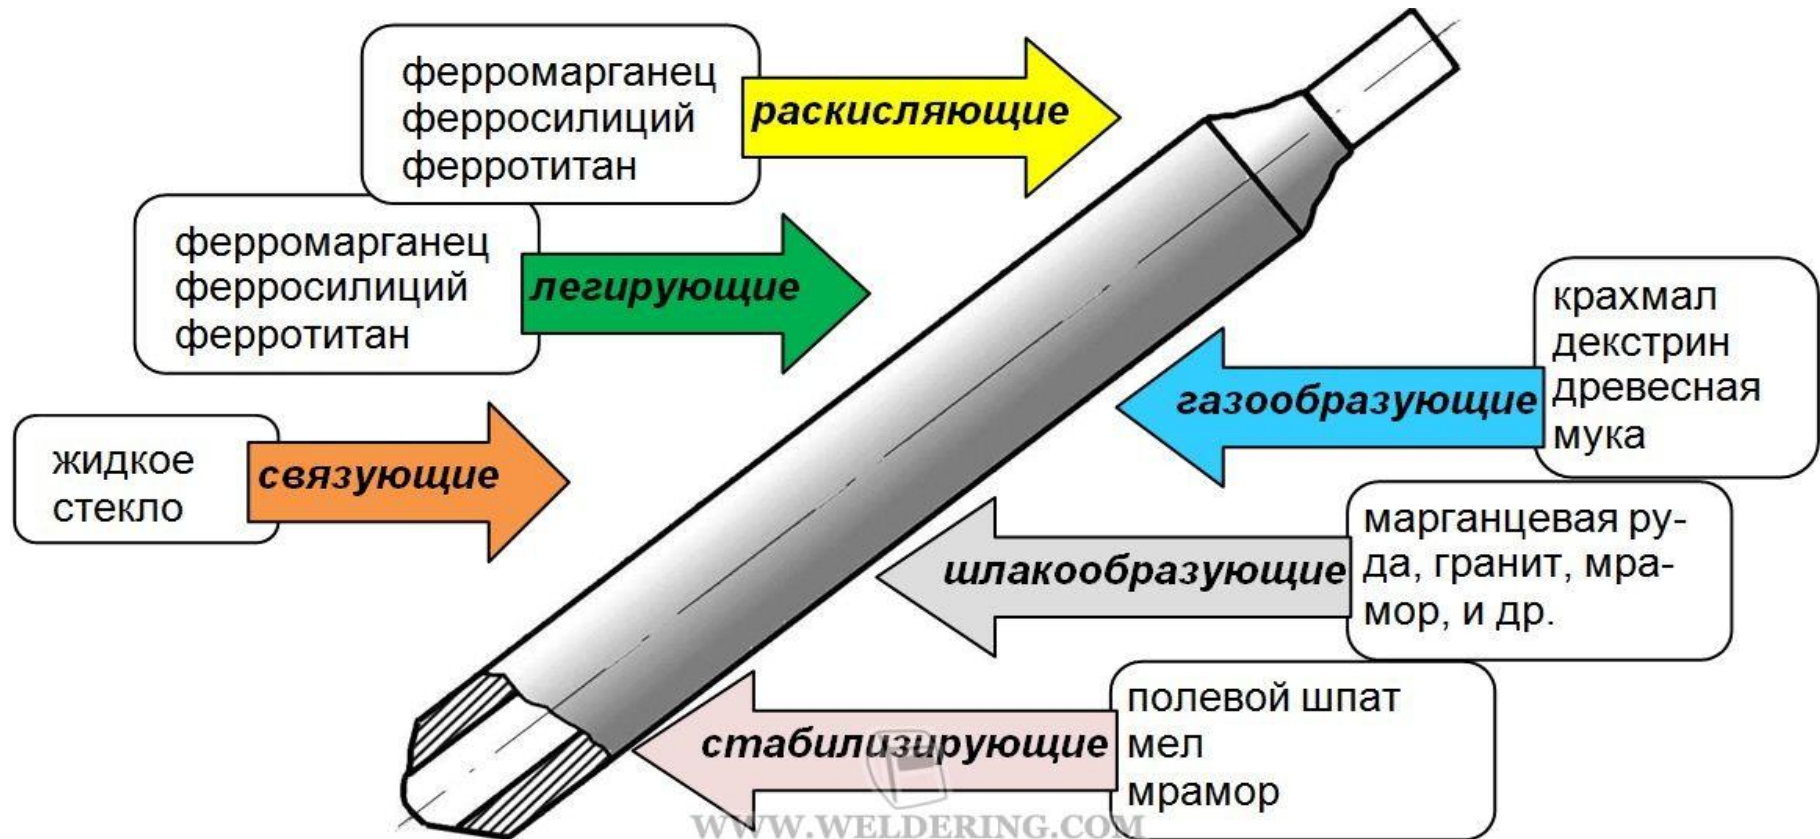 ферромарганец
ферросилиций
ферротитан
раскисляющие
ферромарганец
ферросилиций
ферротитан
легирующие
жидкое
стекло
связующие
крахмал
декстрин
древесная
мука
газообразующие
марганцевая ру-
да, гранит, мра-
мор, и др.
шлакообразующие
полевой шпат
мел
мрамор
стабилизирующие
WWW.WELDERING.COM